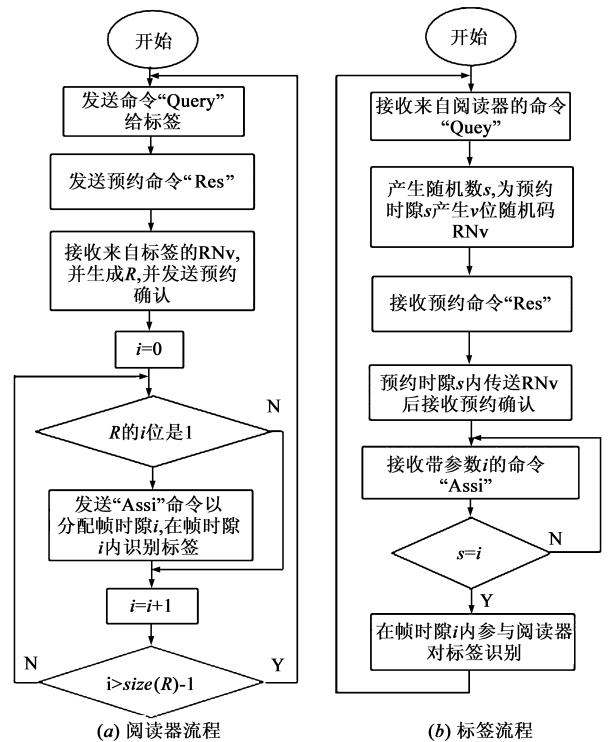 开始
发送命令“Query”
给标签
发送预约命令“Res”
接收来自标签的RNv,
并生成R,并发送预约
确认
i=0
R的i位是1
N
发送“Assi”命令以
分配帧时隙i,在帧时隙
i内识别标签
i=i+1
N
i>size(R)-1
Y
(a) 阅读器流程
开始
接收来自阅读器的命令
“Quey”
产生随机数s,为预约
时隙s产生v位随机码
RNv
接收预约命令“Res”
预约时隙s内传送RNv
后接收预约确认
接收带参数i的命令
“Assi”
s=i
N
Y
在帧时隙i内参与阅读器
对标签识别
(b) 标签流程